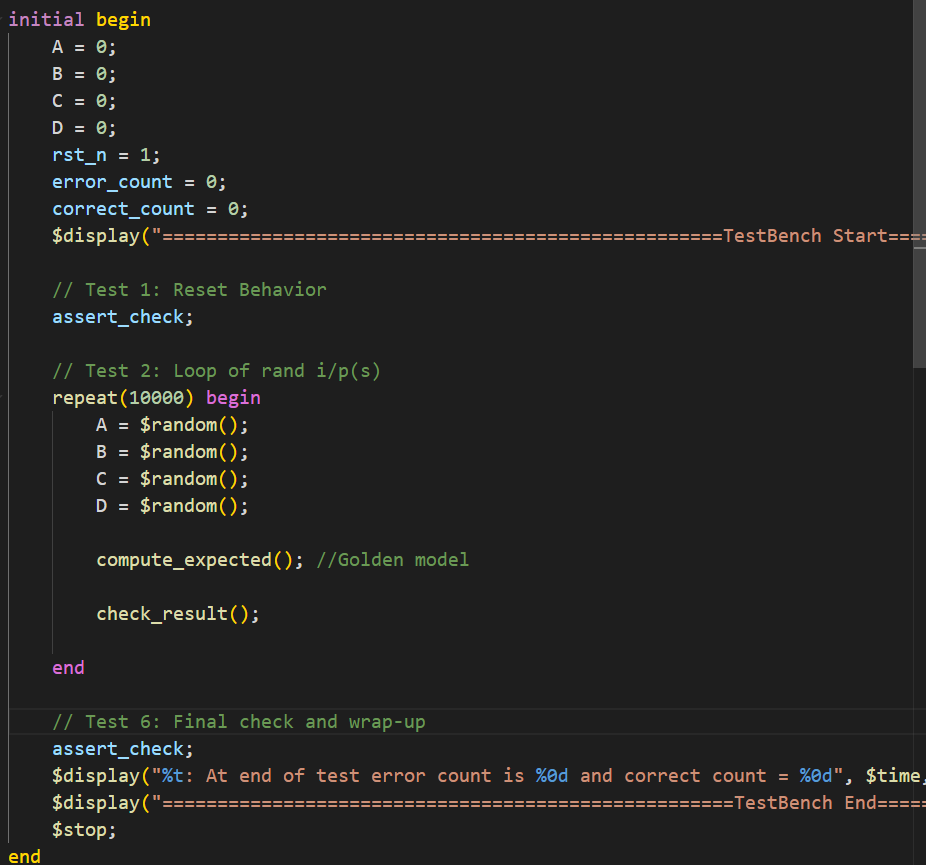 initial begin
A = 0;
B = 0;
C = 0;
D = 0;
rst_n = 1;
error_count = 0;
correct_count = 0;
$display("===================================================TestBench Start====
// Test 1: Reset Behavior
assert_check;
// Test 2: Loop of rand i/p(s)
repeat(10000) begin
A = $random();
B = $random();
C = $random();
D = $random();
compute_expected(); //Golden model
check_result();
end
// Test 6: Final check and wrap-up
assert_check;
$display("%t: At end of test error count is %0d and correct count = %0d", $time,
$display("====================================================TestBench End=====
$stop;
end